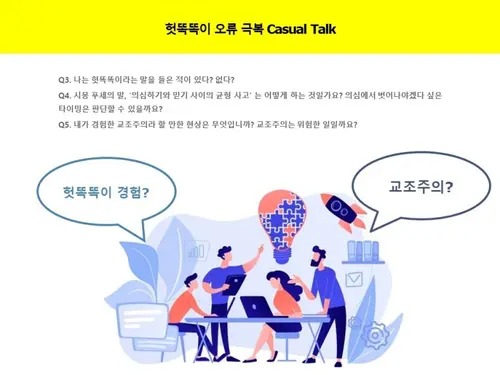 헛똑똑이 오류 극복 Casual Talk
Q3. 나는 헛똑똑이라는 말을 들은 적이 있다? 없다?
Q4. 시몽 푸셰의 말, '의심하기와 믿기 사이의 균형 사고' 는 어떻게 하는 것일가요? 의심에서 벗어나야겠다 싶은
타이밍은 판단할 수 있을까요?
Q5. 내가 경험한 교조주의라 할 만한 현상은 무엇입니까? 교조주의는 위험한 일일까요?
헛똑똑이 경험?
교조주의?